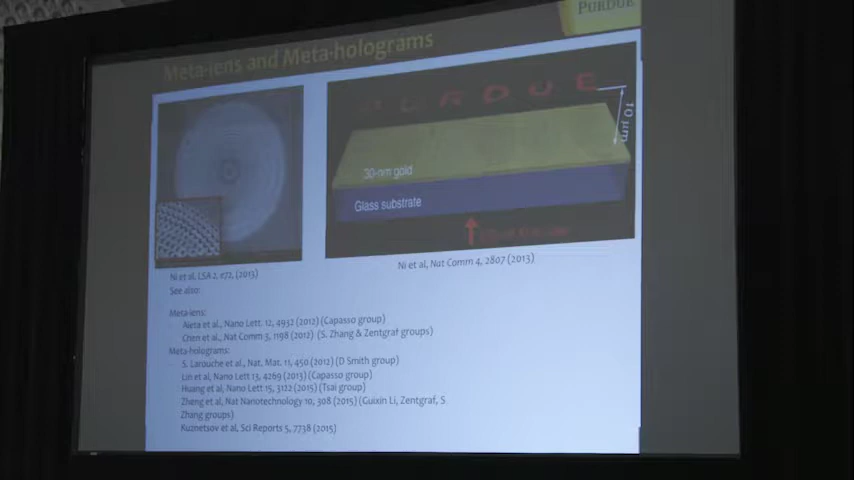 PURDUE
Meta-lens and Meta-holograms
PURDUE
10 μm
30-nm gold
Glass substrate
Ni et al, LSA 2, e72, (2013)
Ni et al, Nat Comm 4, 2807 (2013)
See also:
Meta-lens:
Aieta et al., Nano Lett. 12, 4932 (2012) (Capasso group)
Chen et al., Nat Comm 3, 1198 (2012) (S. Zhang & Zentgraf groups)
Meta-holograms:
S. Larouche et al., Nat. Mat. 11, 450 (2012) (D Smith group)
Lin et al, Nano Lett 13, 4269 (2013) (Capasso group)
Huang et al, Nano Lett 15, 3122 (2015) (Tsai group)
Zheng et al, Nat Nanotechnology 10, 308 (2015) (Guixin Li, Zentgraf, S.
Zhang groups)
Kuznetsov et al, Sci Reports 5, 7738 (2015)